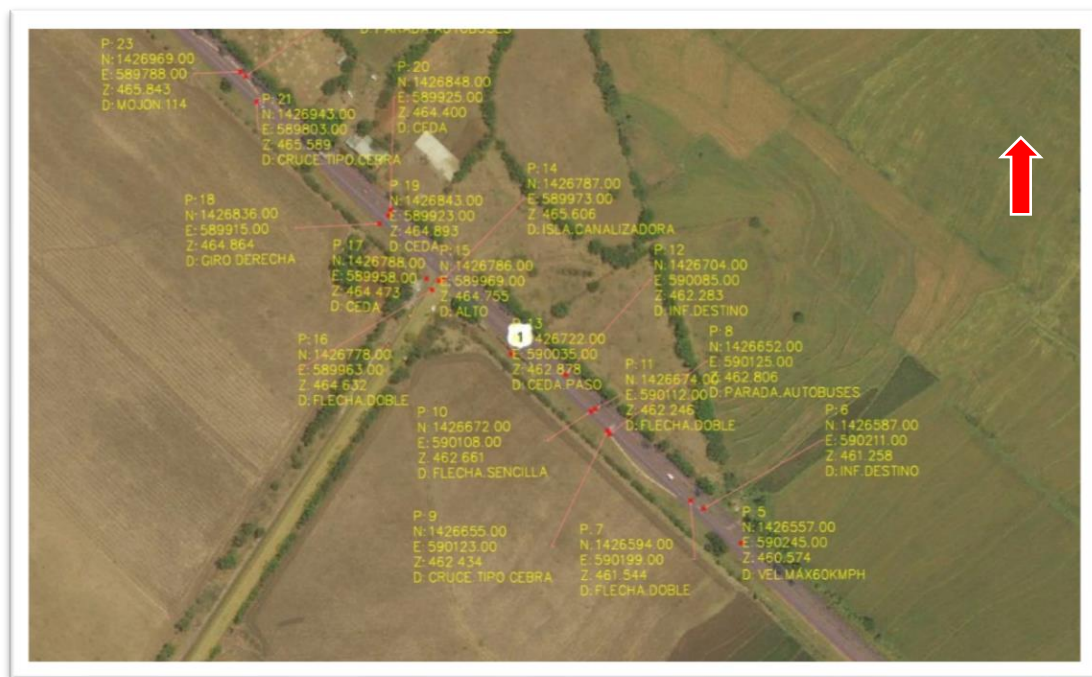 D: PARADA.AUTOBUSES
P: 23
N: 1426969.00
E: 589788.00
Z: 465.843
D: MOJON.114
P: 20
N: 1426848.00
E: 589925.00
Z: 464.400
D: CEDA
P: 21
N: 1426943.00
E: 589803.00
Z: 465.589
D: CRUCE TIPO.CEBRA
P: 14
N: 1426787.00
E: 589973.00
Z: 465.606
D: ISLA.CANALIZADORA
P: 19
N: 1426843.00
E: 589923.00
Z: 464.893
D: CEDA
P: 18
N: 1426836.00
E: 589915.00
Z: 464.864
D: GIRO DERECHA
P: 17
N: 1426788.00
E: 589958.00
Z: 464.473
D: CEDA
P: 15
N: 1426786.00
E: 589969.00
Z: 464.755
D: ALTO
P: 12
N: 1426704.00
E: 590085.00
Z: 462.283
D: INF.DESTINO
P: 13
1426722.00
E: 590035.00
Z: 462.878
D: CEDA.PASO
1
P: 16
N: 1426778.00
E: 589963.00
Z: 464.632
D: FLECHA.DOBLE
P: 8
N: 1426652.00
E: 590125.00
Z: 462.806
D: PARADA.AUTOBUSES
P: 11
N: 1426674.00
E: 590112.00
Z: 462.246
D: FLECHA.DOBLE
P: 10
N: 1426672.00
E: 590108.00
Z: 462.661
D: FLECHA.SENCILLA
P: 6
N: 1426587.00
E: 590211.00
Z: 461.258
D: INF.DESTINO
P: 9
N: 1426655.00
E: 590123.00
Z: 462.434
D: CRUCE TIPO CEBRA
P: 7
N: 1426594.00
E: 590199.00
Z: 461.544
D: FLECHA.DOBLE
P: 5
N: 1426557.00
E: 590245.00
Z: 460.574
D: VEL.MÁX60KMPH